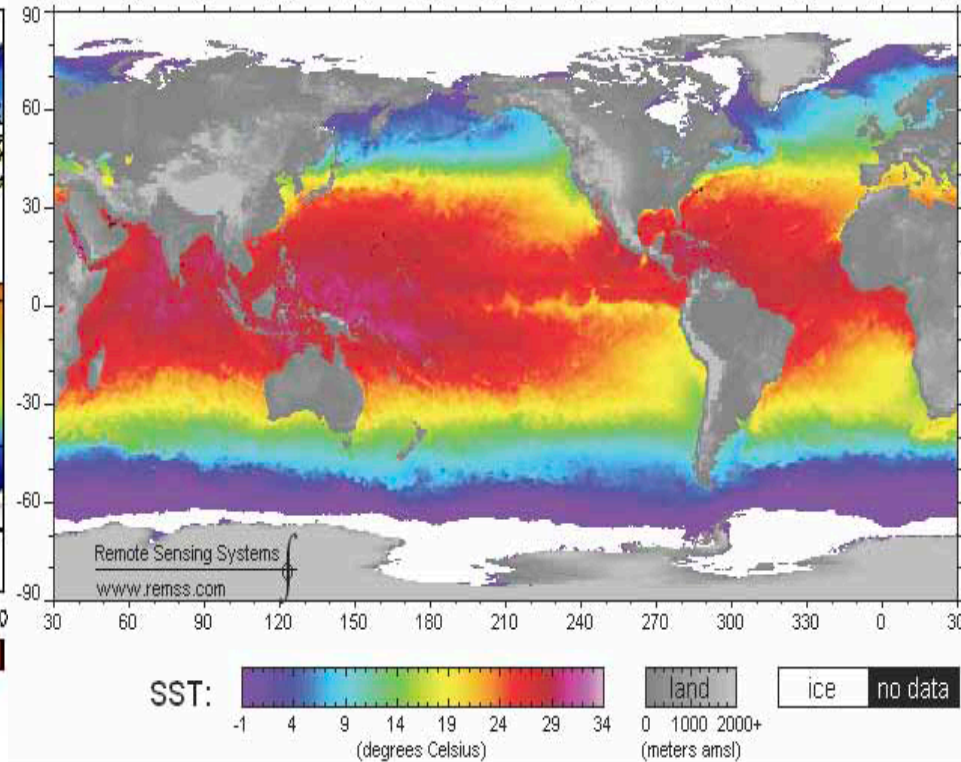 90
60
30
0
-30
-60
-90
Remote Sensing Systems
www.remss.com
30 60 90 120 150 180 210 240 270 300 330 0 30
SST:
-1 4 9 14 19 24 29 34
(degrees Celsius)
land
0 1000 2000+
(meters amsl)
ice
no data